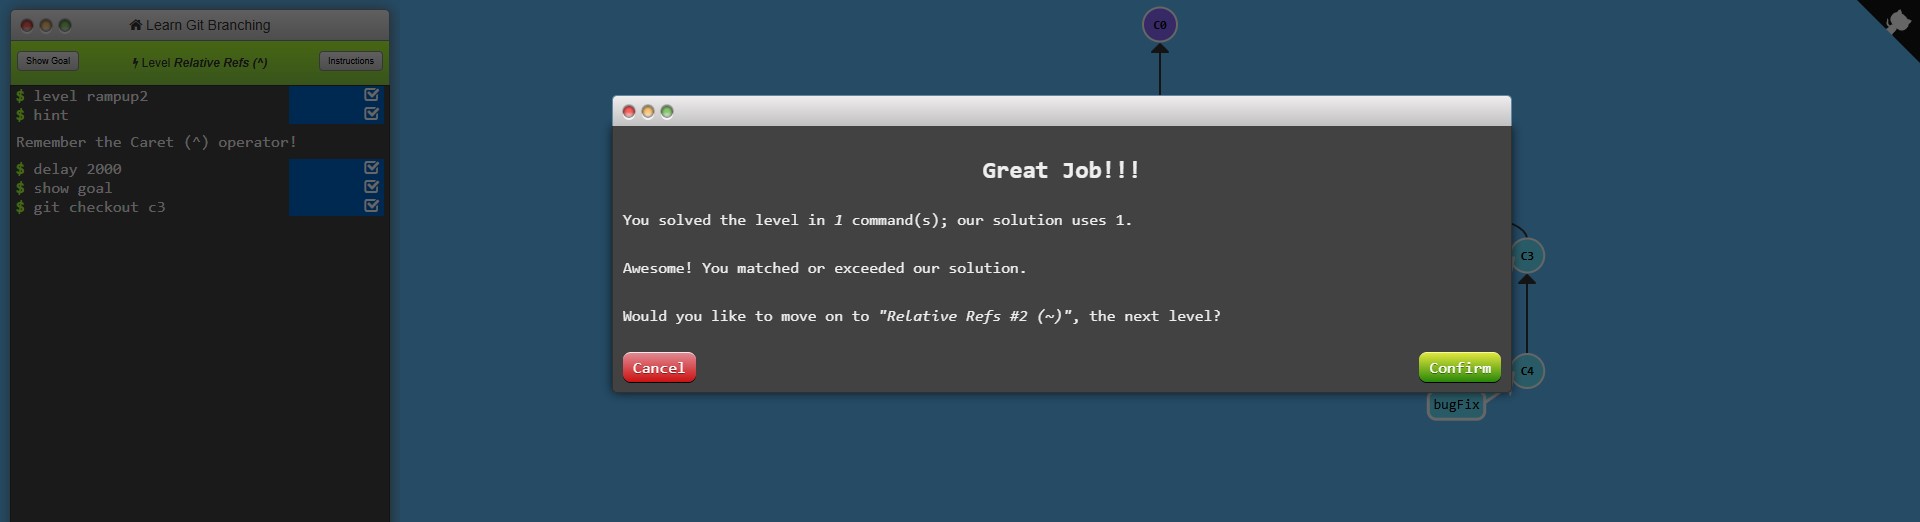 Learn Git Branching
Show Goal
Level Relative Refs (^)
Instructions
$ level rampup2
$ hint
Remember the Caret (^) operator!
$ delay 2000
$ show goal
$ git checkout c3
C0
Great Job!!!
You solved the level in 1 command(s); our solution uses 1.
Awesome! You matched or exceeded our solution.
Would you like to move on to "Relative Refs #2 (~)", the next level?
Cancel
Confirm
C3
C4
bugFix